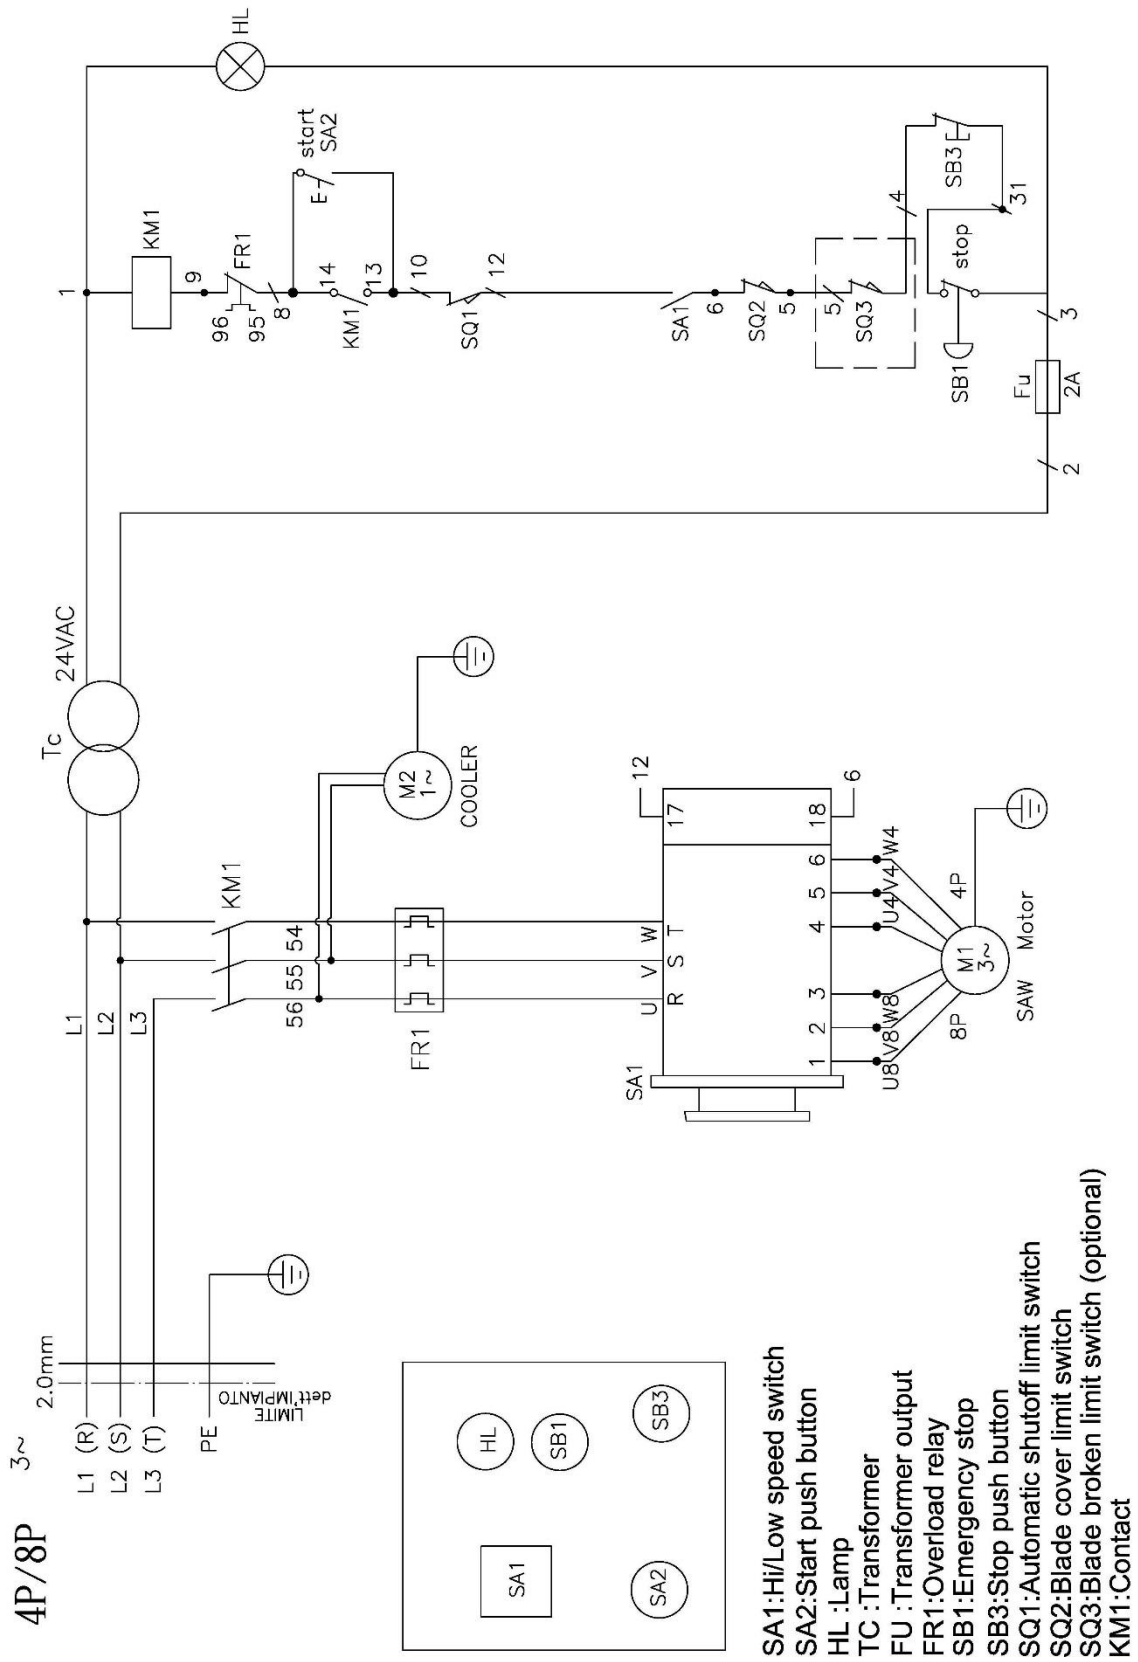 4P/8P
3~
L1 (R)
L2 (S)
L3 (T)
PE
2.0mm
LIMITE
dett'IMPIANTO
L1
L2
L3
Tc
24VAC
KM1
56
55
54
FR1
M2
1~
COOLER
U
V
W
R
S
T
SA1
17
12
18
6
1
2
3
4
5
6
U8
V8
W8
U4
V4
W4
8P
4P
M1
3~
SAW Motor
1
HL
KM1
9
FR1
96
95
8
14
KM1
13
start
SA2
E
10
SQ1
12
SA1
6
SQ2
5
5
SQ3
4
SB3
31
stop
SB1
3
Fu
2A
2
HL
SB1
SB3
SA1
SA2
SA1:Hi/Low speed switch
SA2:Start push button
HL :Lamp
TC :Transformer
FU :Transformer output
FR1:Overload relay
SB1:Emergency stop
SB3:Stop push button
SQ1:Automatic shutoff limit switch
SQ2:Blade cover limit switch
SQ3:Blade broken limit switch (optional)
KM1:Contact